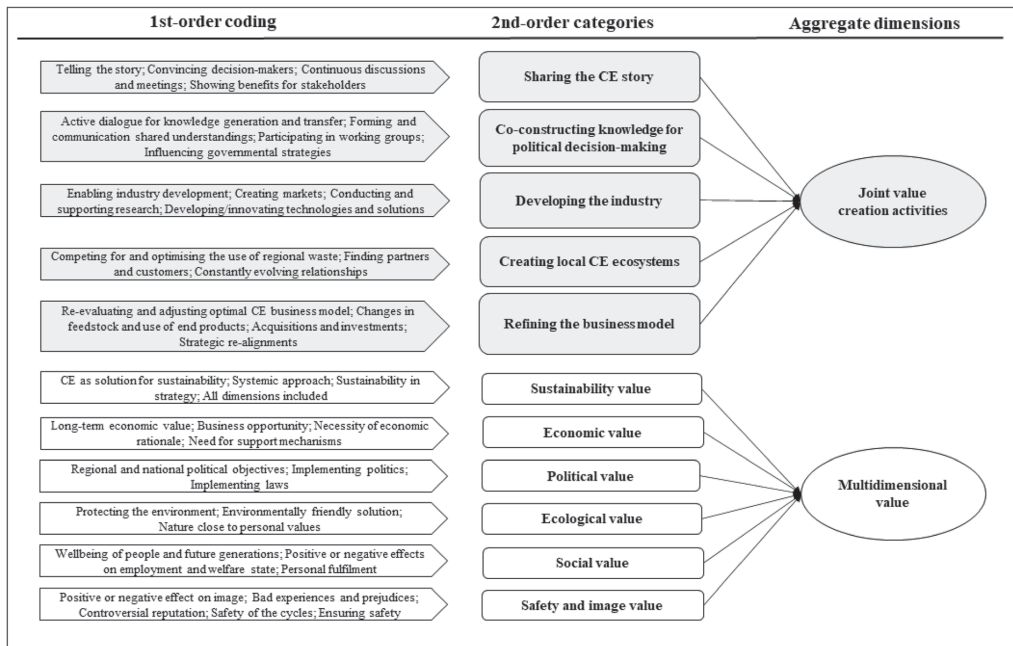 1st-order coding
2nd-order categories
Aggregate dimensions
Telling the story; Convincing decision-makers; Continuous discussions
and meetings; Showing benefits for stakeholders
Sharing the CE story
Active dialogue for knowledge generation and transfer; Forming and
communication shared understandings; Participating in working groups;
Influencing governmental strategies
Co-constructing knowledge for
political decision-making
Enabling industry development; Creating markets; Conducting and
supporting research; Developing/innovating technologies and solutions
Developing the industry
Joint value
creation activities
Competing for and optimising the use of regional waste; Finding
partners and customers; Constantly evolving relationships
Creating local CE ecosystems
Re-evaluating and adjusting optimal CE business model; Changes in
feedstock and use of end products; Acquisitions and investments;
Strategic re-alignments
Refining the business model
CE as solution for sustainability; Systemic approach; Sustainability in
strategy; All dimensions included
Sustainability value
Long-term economic value; Business opportunity; Necessity of economic
rationale; Need for support mechanisms
Economic value
Regional and national political objectives; Implementing politics;
Implementing laws
Political value
Multidimensional
value
Protecting the environment; Environmentally friendly solution;
Nature close to personal values
Ecological value
Wellbeing of people and future generations; Positive or negative effects
on employment and welfare state; Personal fulfilment
Social value
Positive or negative effect on image; Bad experiences and prejudices;
Controversial reputation; Safety of the cycles; Ensuring safety
Safety and image value